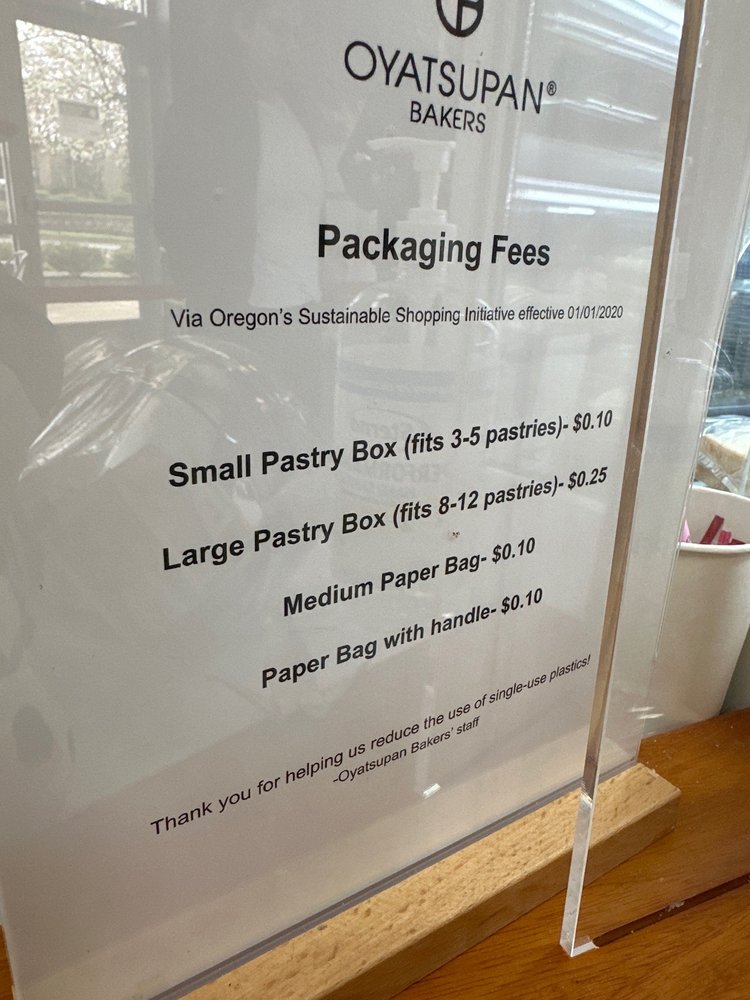 OYATSUPAN®
BAKERS
Packaging Fees
Via Oregon's Sustainable Shopping Initiative effective 01/01/2020
Small Pastry Box (fits 3-5 pastries)- $0.10
Large Pastry Box (fits 8-12 pastries)- $0.25
Medium Paper Bag- $0.10
Paper Bag with handle- $0.10
Thank you for helping us reduce the use of single-use plastics!
-Oyatsupan Bakers' staff